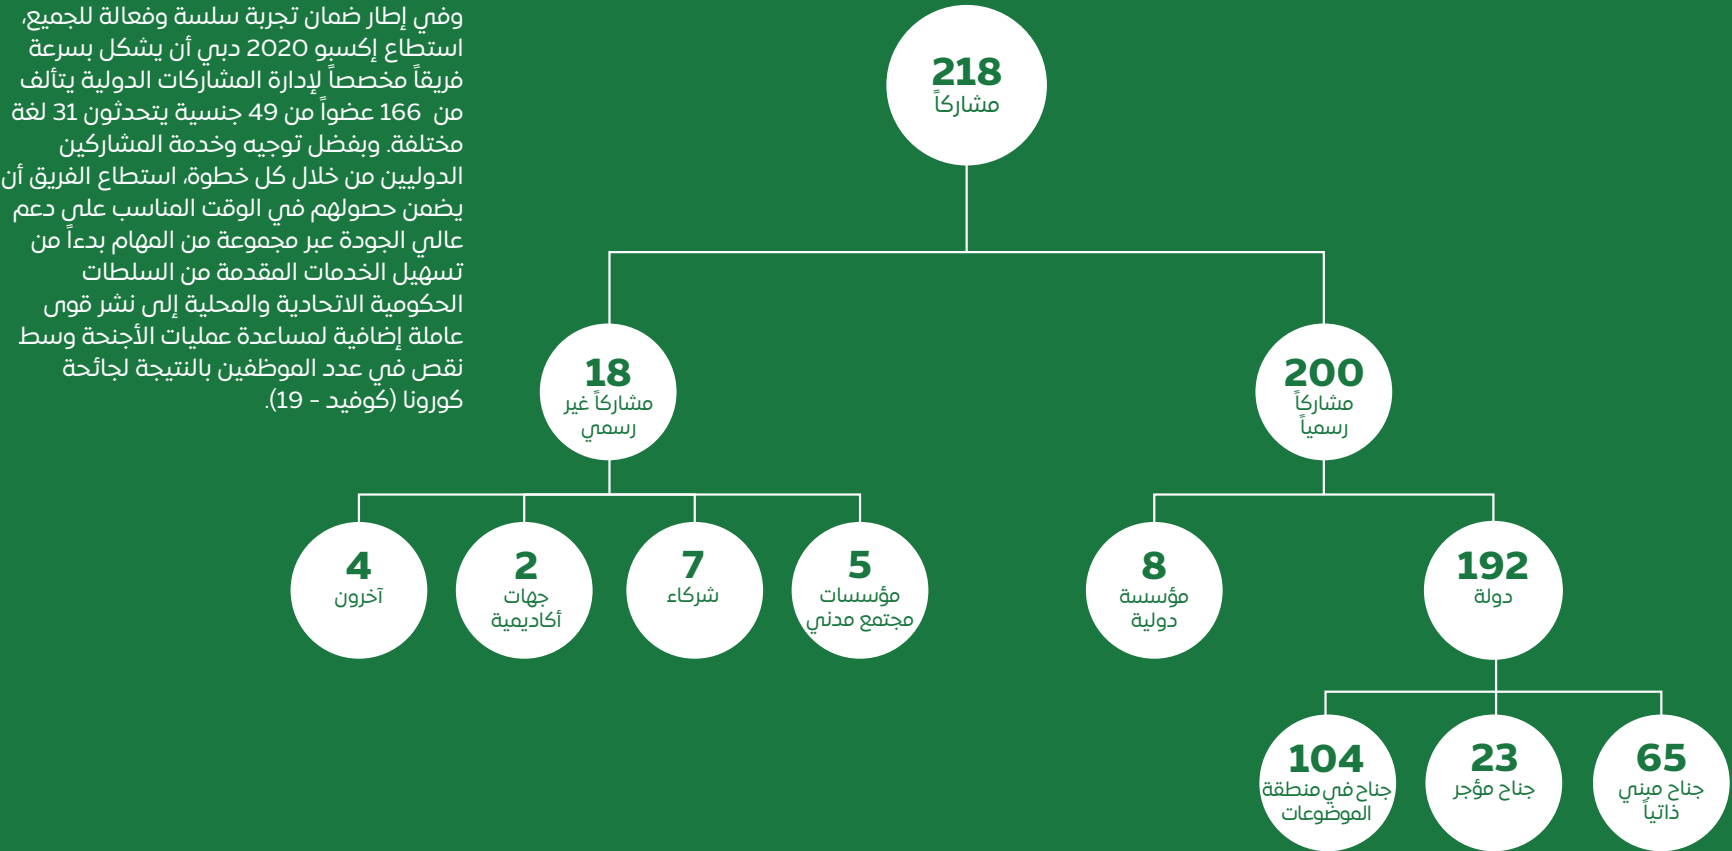 وفي إطار ضمان تجربة سلسة وفعالة للجميع،
استطاع إكسبو 2020 دبي أن يشكل بسرعة
فريقاً مخصصاً لإدارة المشاركات الدولية يتألف
من 166 عضواً من 49 جنسية يتحدثون 31 لغة
مختلفة. وبفضل توجيه وخدمة المشاركين
الدوليين من خلال كل خطوة، استطاع الفريق أن
يضمن حصولهم في الوقت المناسب على دعم
عالي الجودة عبر مجموعة من المهام بدءاً من
تسهيل الخدمات المقدمة من السلطات
الحكومية الاتحادية والمحلية إلى نشر قوى
عاملة إضافية لمساعدة عمليات الأجنحة وسط
نقص في عدد الموظفين بالنتيجة لجائحة
كورونا (كوفيد - 19).
218
مشاركاً
200
مشاركاً
رسمياً
18
مشاركاً غير
رسمي
192
دولة
8
مؤسسة
دولية
5
مؤسسات
مجتمع مدني
7
شركاء
2
جهات
أكاديمية
4
آخرون
65
جناح مبني
ذاتياً
23
جناح مؤجر
104
جناح في منطقة
الموضوعات